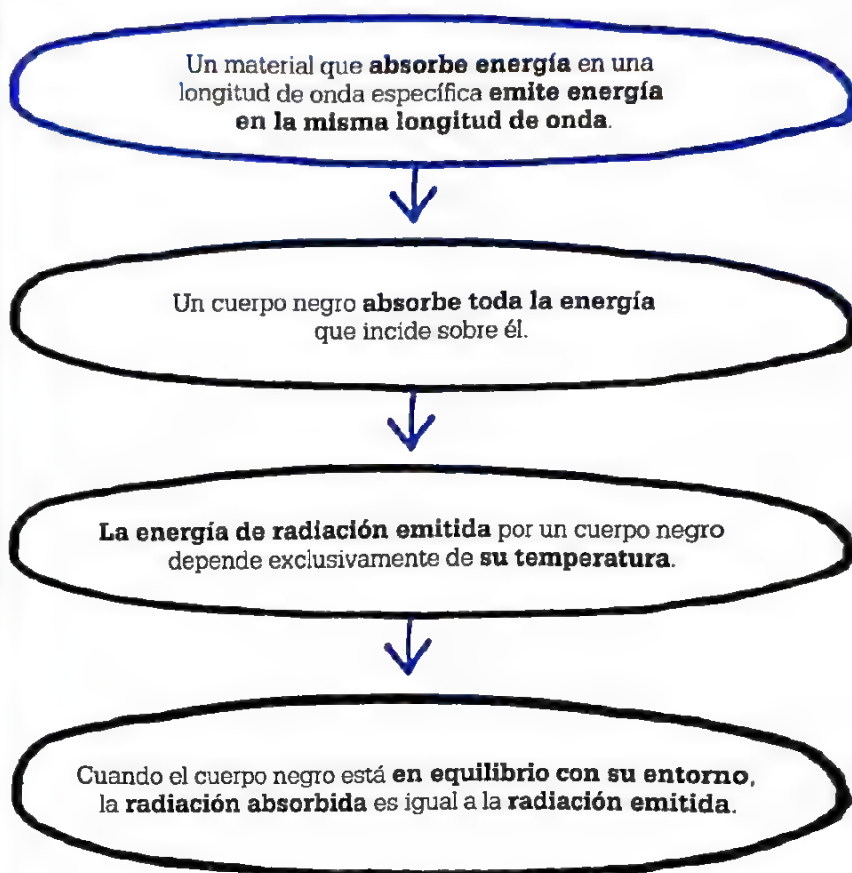 Un material que absorbe energía en una
longitud de onda específica emite energía
en la misma longitud de onda.
Un cuerpo negro absorbe toda la energía
que incide sobre él.
La energía de radiación emitida por un cuerpo negro
depende exclusivamente de su temperatura.
Cuando el cuerpo negro está en equilibrio con su entorno,
la radiación absorbida es igual a la radiación emitida.